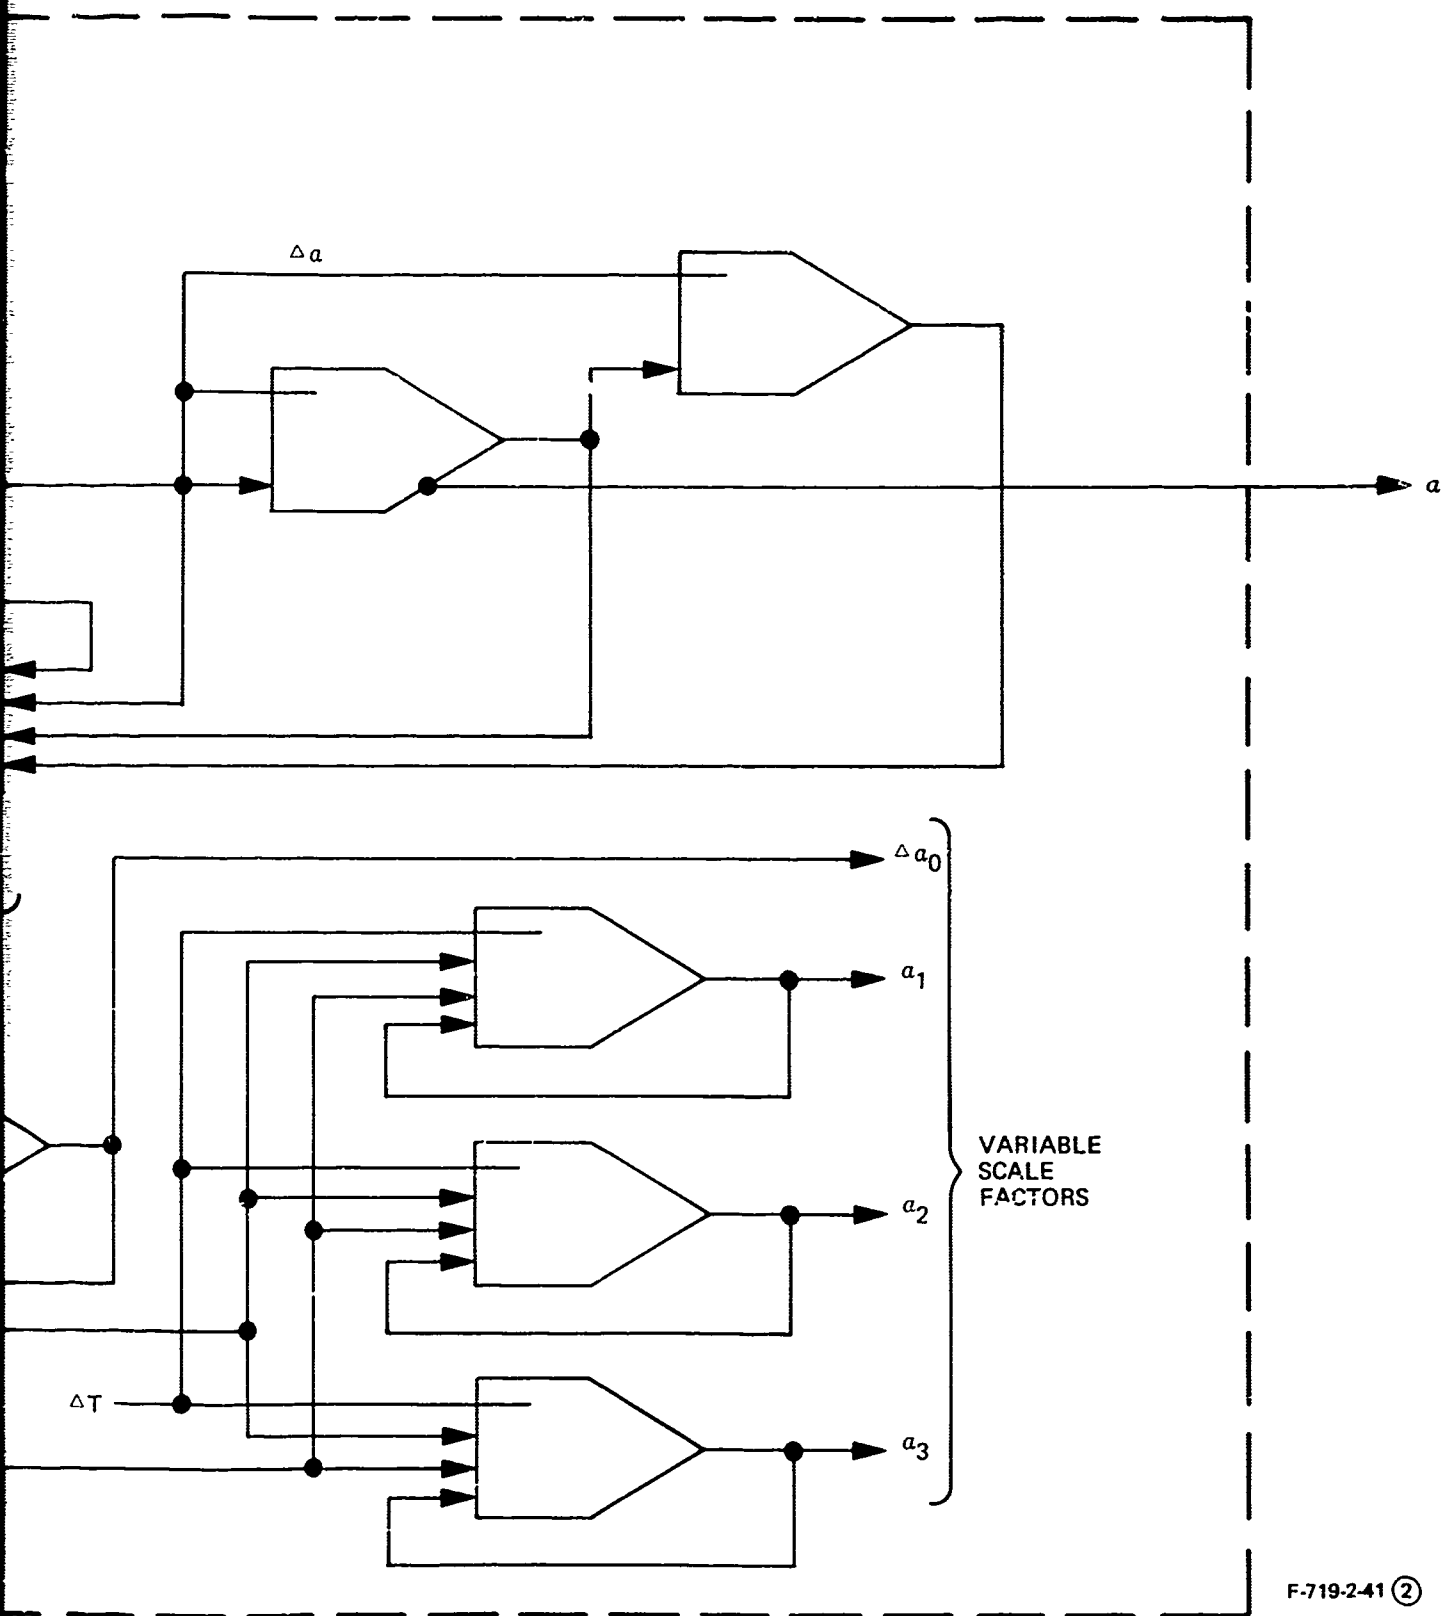 Δa
a
Δa0
a1
VARIABLE
SCALE
FACTORS
a2
ΔT
a3
F-719-2-41 2